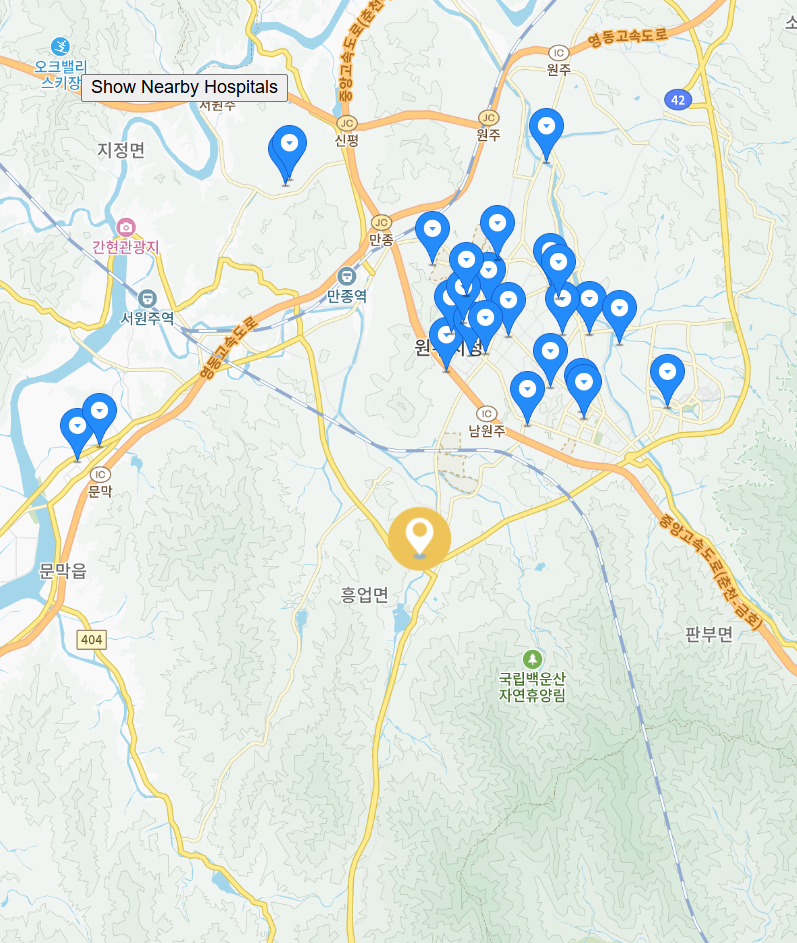 중앙고속도로(춘천
영동고속도로
소
IC
원주
오크밸리
스키장
Show Nearby Hospitals
서원주
42
JC
신평
JC
원주
지정면
JC
만종
간현관광지
만종역
서원주역
영동고속도로
IC
남원주
IC
문막
중앙고속도로(춘천-금호)
문막읍
흥업면
404
판부면
국립백운산
자연휴양림